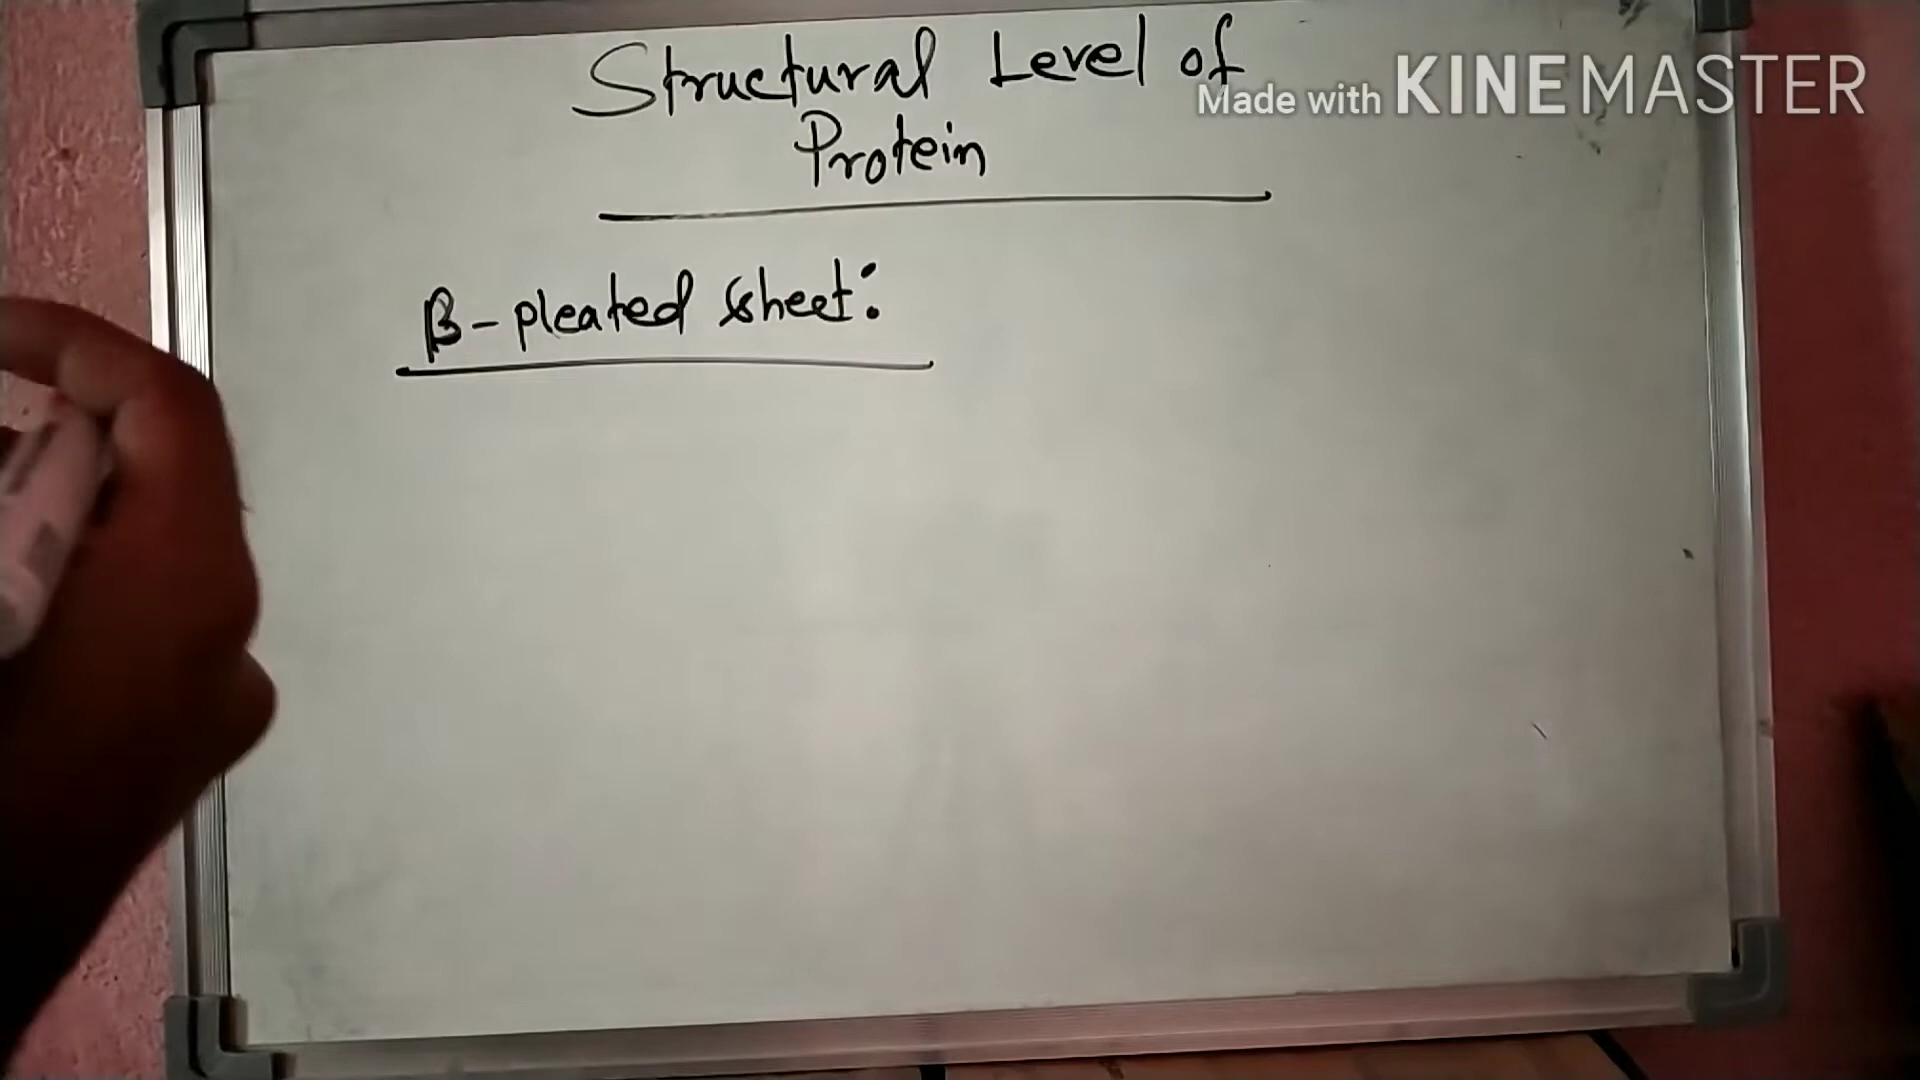 Structural Level of
Made with KINEMASTER
Protein
β-pleated sheet: